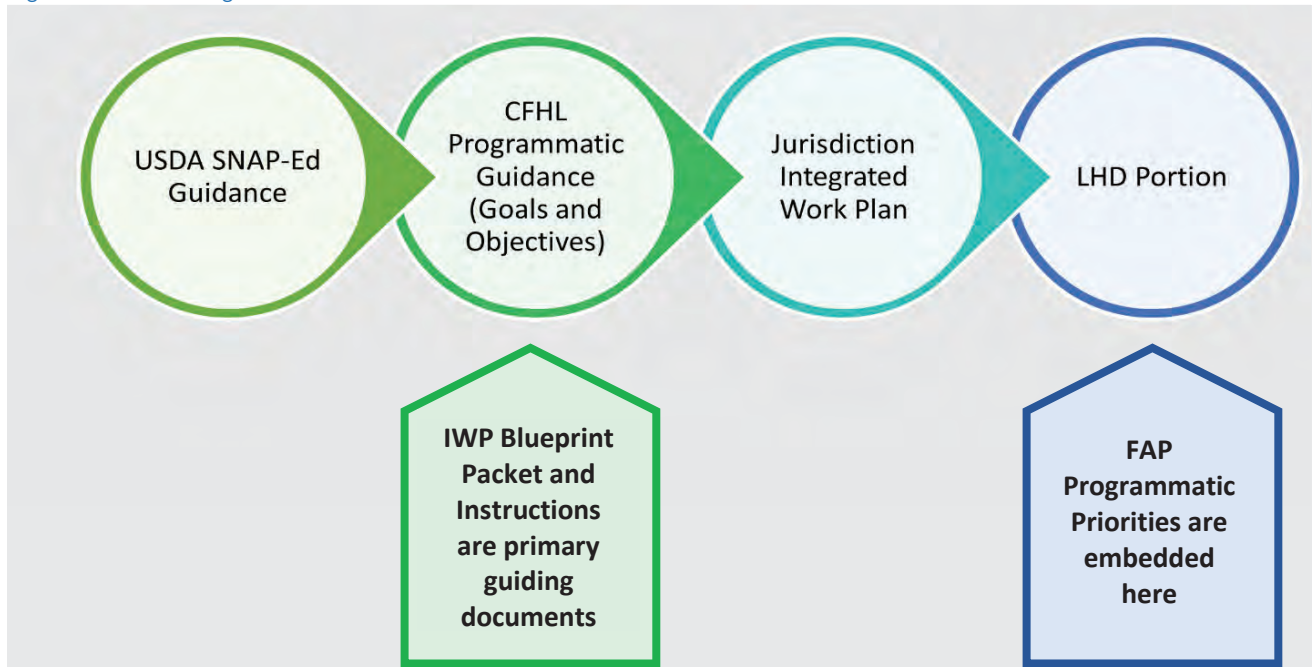 USDA SNAP-Ed
Guidance
CFHL
Programmatic
Guidance
(Goals and
Objectives)
Jurisdiction
Integrated
Work Plan
LHD Portion
IWP Blueprint
Packet and
Instructions
are primary
guiding
documents
FAP
Programmatic
Priorities are
embedded
here